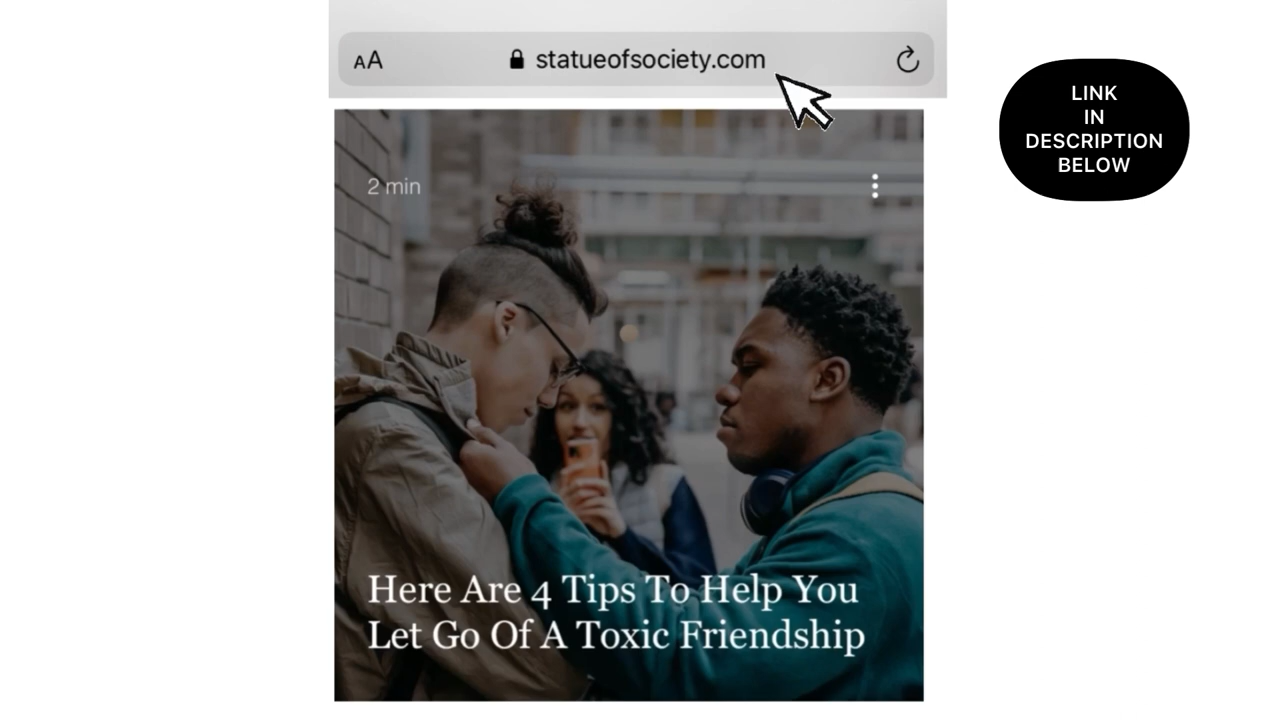 AA
statueofsociety.com
LINK
IN
DESCRIPTION
BELOW
2 min
Here Are 4 Tips To Help You
Let Go Of A Toxic Friendship